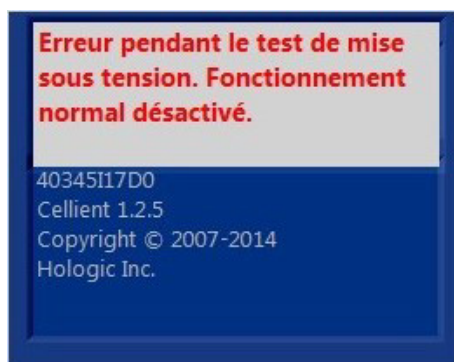 Erreur pendant le test de mise
sous tension. Fonctionnement
normal désactivé.
40345I17D0
Cellient 1.2.5
Copyright © 2007-2014
Hologic Inc.